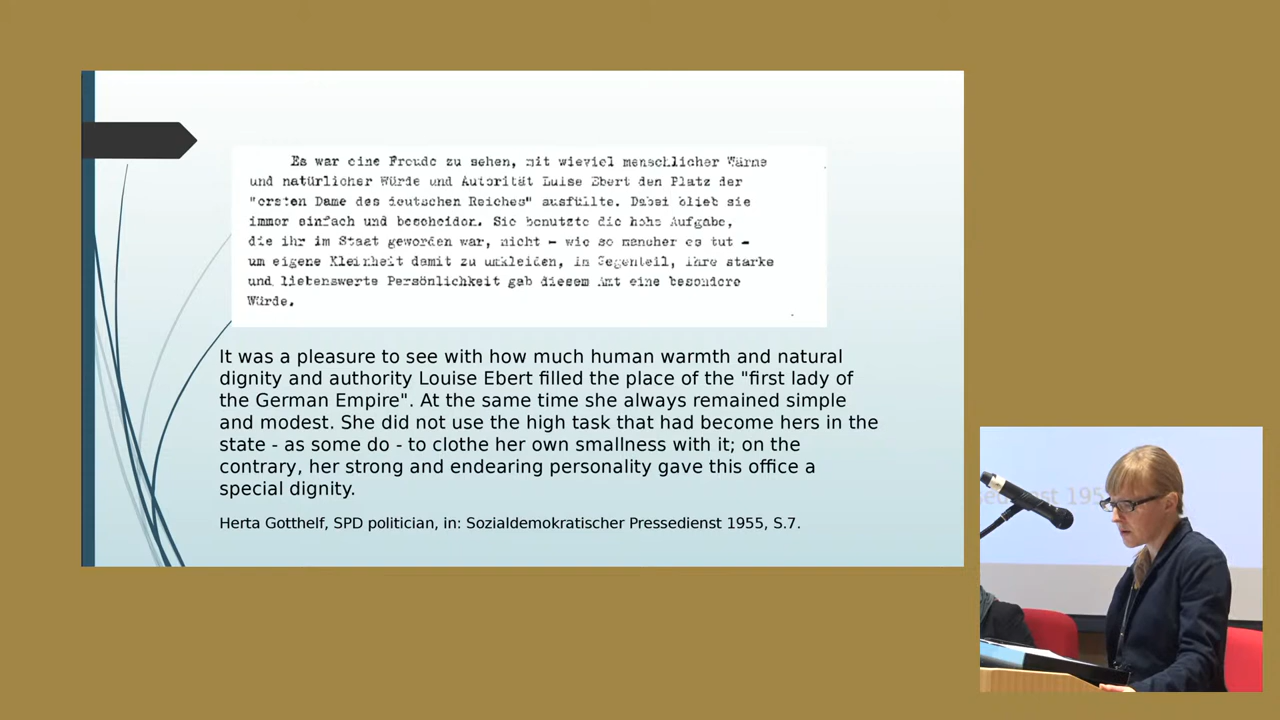 Es war eine Freude zu sehen, mit wieviel menschlicher Wärme
und natürlicher Würde und Autorität Luise Ebert den Platz der
"ersten Dame des deutschen Reiches" ausfüllte. Dabei blieb sie
immer einfach und bescheiden. Sie benutzte die hohe Aufgabe,
die ihr im Staat geworden war, nicht - wie so mancher es tut -
um eigene Kleinheit damit zu umkleiden, im Gegenteil, ihre starke
und liebenswerte Persönlichkeit gab diesem Amt eine besondere
Würde.
It was a pleasure to see with how much human warmth and natural
dignity and authority Louise Ebert filled the place of the "first lady of
the German Empire". At the same time she always remained simple
and modest. She did not use the high task that had become hers in the
state - as some do - to clothe her own smallness with it; on the
contrary, her strong and endearing personality gave this office a
special dignity.
Herta Gotthelf, SPD politician, in: Sozialdemokratischer Pressedienst 1955, S.7.